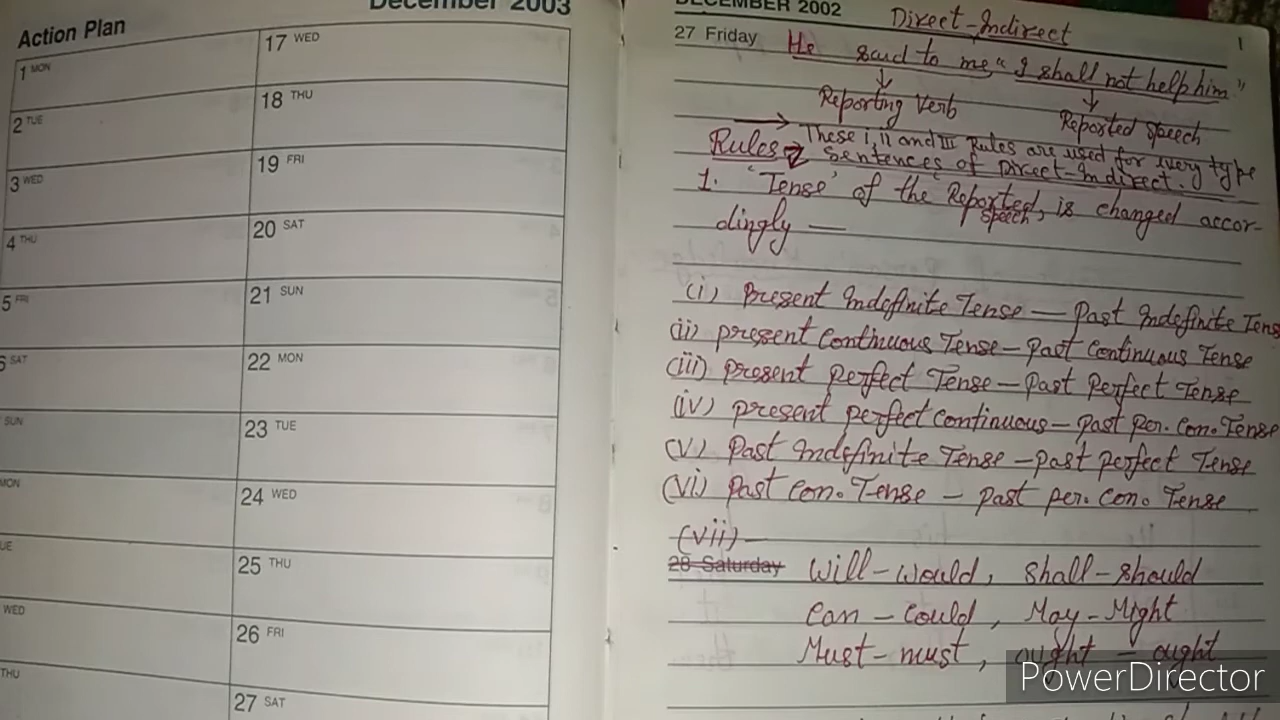 Action Plan
December 2003
1 MON
2 TUE
3 WED
4 THU
5 FRI
6 SAT
SUN
MON
UE
WED
THU
17 WED
18 THU
19 FRI
20 SAT
21 SUN
22 MON
23 TUE
24 WED
25 THU
26 FRI
27 SAT
DECEMBER 2002
Direct-Indirect
1
27 Friday
He said to me, "I shall not help him"
Reporting Verb
Reported speech
These I, II and III Rules are used for every type
Rules → sentences of Direct-Indirect.
1. 'Tense' of the Reported speech, is changed accor-
dingly —
(i) Present Indefinite Tense — Past Indefinite Tens
(ii) present continuous Tense – past continuous Tense
(iii) present perfect Tense – past perfect Tense
(iv) present perfect continuous – past per. con. Tense
(v) past Indefinite Tense – past perfect Tense
(vi) past con. Tense – past per. con. Tense
(vii) —
28 Saturday
will – would, shall – should
can – could, May – Might
Must – must, ought – ought
PowerDirector